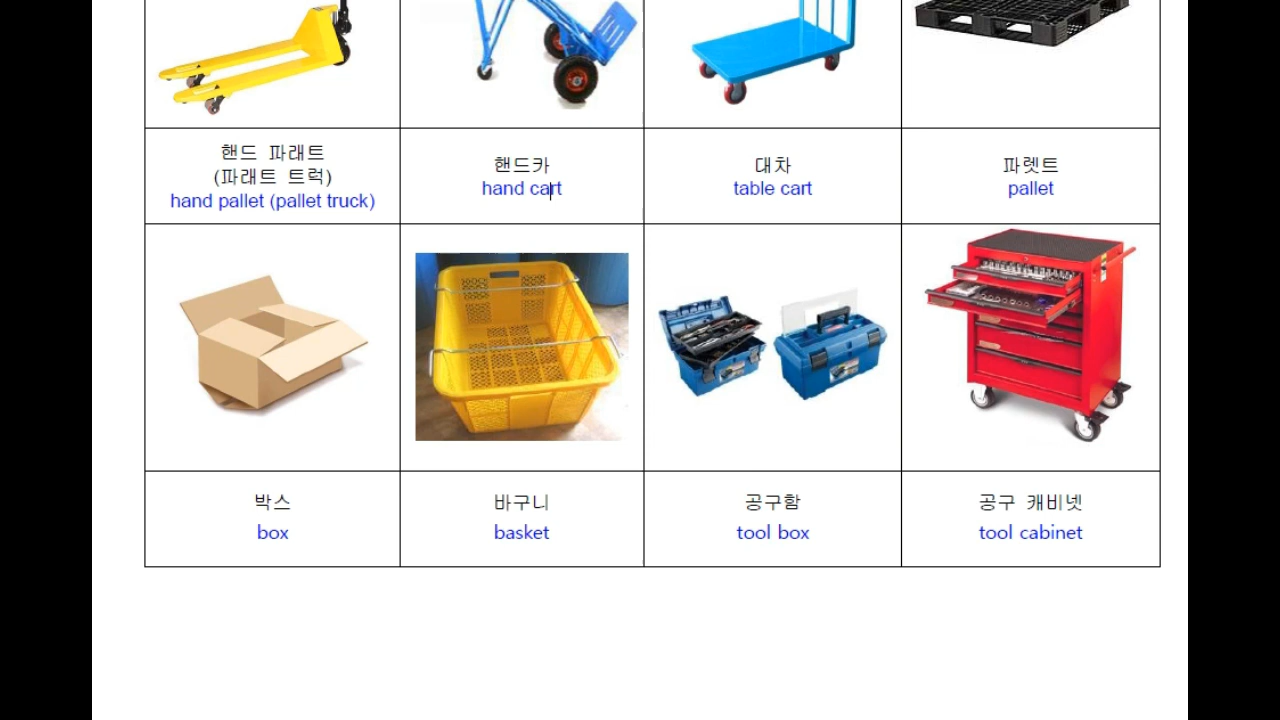 핸드 파래트
(파래트 트럭)
hand pallet (pallet truck)
핸드카
hand cart
대차
table cart
파렛트
pallet
박스
box
바구니
basket
공구함
tool box
공구 캐비넷
tool cabinet